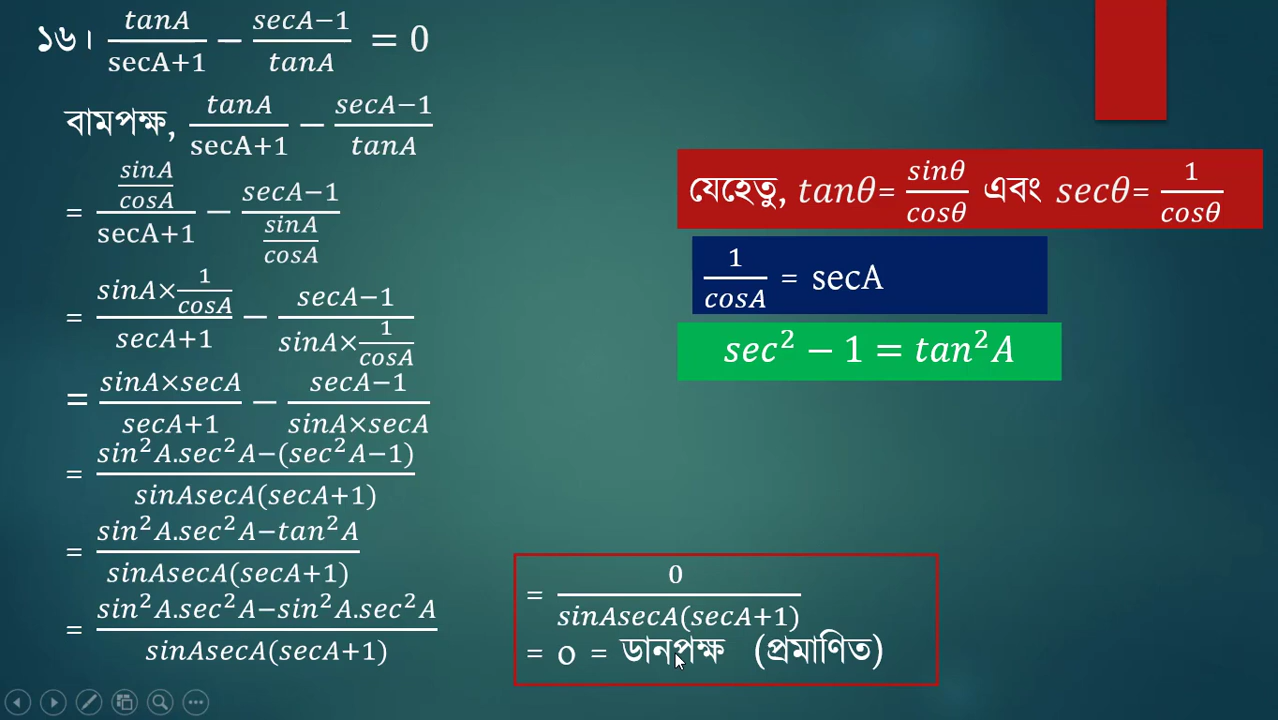 ১৬। tanA/(secA+1) − (secA−1)/tanA = 0
বামপক্ষ, tanA/(secA+1) − (secA−1)/tanA
= (sinA/cosA)/(secA+1) − (secA−1)/(sinA/cosA)
= (sinA×1/cosA)/(secA+1) − (secA−1)/(sinA×1/cosA)
= (sinA×secA)/(secA+1) − (secA−1)/(sinA×secA)
= (sin²A.sec²A−(sec²A−1))/(sinAsecA(secA+1))
= (sin²A.sec²A−tan²A)/(sinAsecA(secA+1))
= (sin²A.sec²A−sin²A.sec²A)/(sinAsecA(secA+1))
যেহেতু, tanθ= sinθ/cosθ এবং secθ= 1/cosθ
1/cosA = secA
sec² − 1 = tan²A
= 0/(sinAsecA(secA+1))
= ০ = ডানপক্ষ (প্রমাণিত)